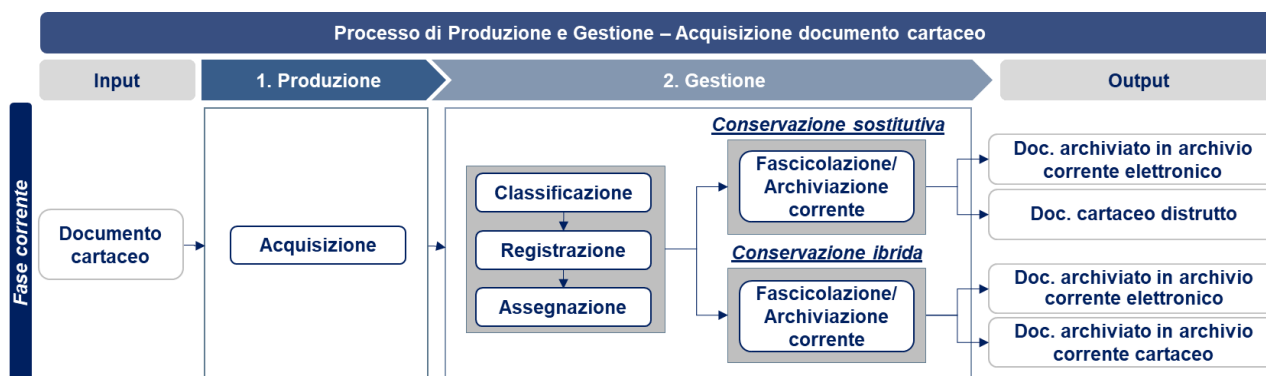 Processo di Produzione e Gestione – Acquisizione documento cartaceo
Input
1. Produzione
2. Gestione
Output
Fase corrente
Documento
cartaceo
Acquisizione
Classificazione
Registrazione
Assegnazione
Conservazione sostitutiva
Fascicolazione/
Archiviazione
corrente
Conservazione ibrida
Fascicolazione/
Archiviazione
corrente
Doc. archiviato in archivio
corrente elettronico
Doc. cartaceo distrutto
Doc. archiviato in archivio
corrente elettronico
Doc. archiviato in archivio
corrente cartaceo